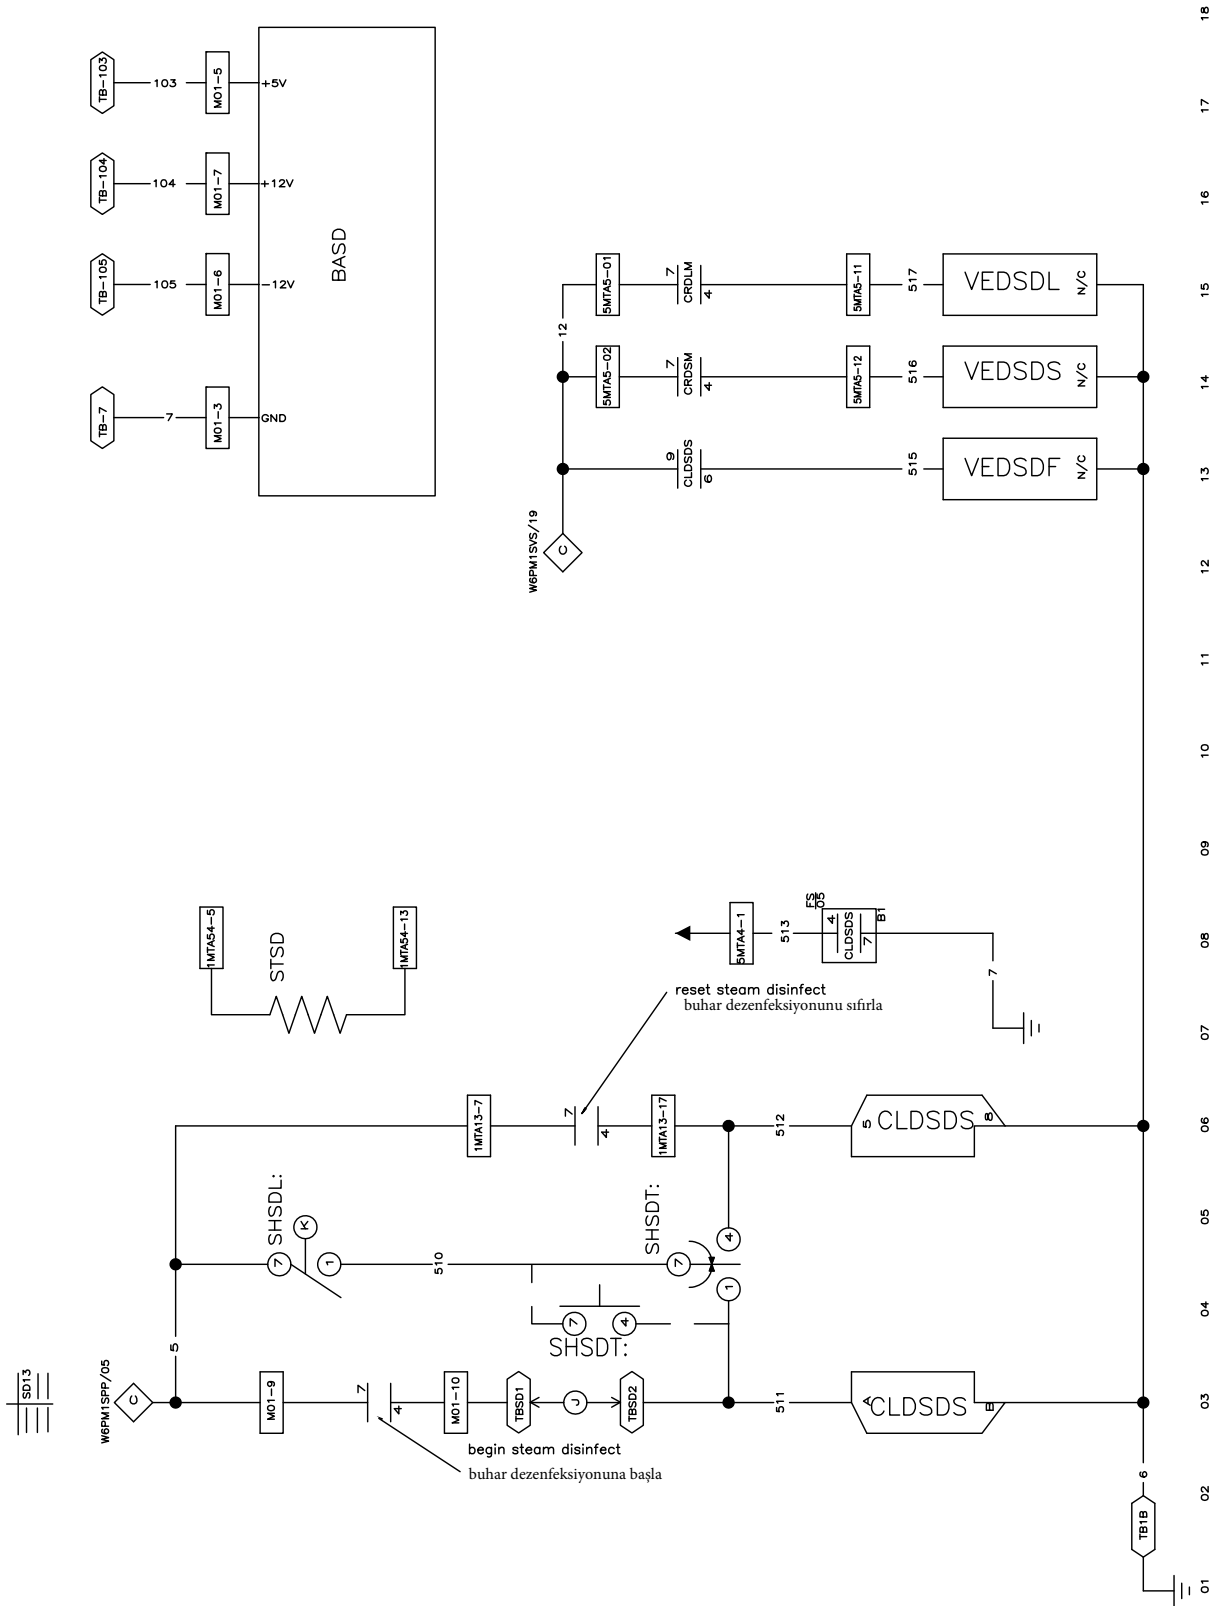 18
17
16
15
14
13
12
11
10
09
08
07
06
05
04
03
02
01
TB-103
103
M01-5
+5V
TB-104
104
M01-7
+12V
TB-105
105
M01-6
-12V
TB-7
7
M01-3
GND
BASD
12
5MTA5-01
7
CRDLM
4
5MTA5-11
517
VEDSDL
N/C
5MTA5-02
7
CRDSM
4
5MTA5-12
516
VEDSDS
N/C
9
CLDSDS
6
515
VEDSDF
N/C
W6PM1SVS/19
C
1MTA54-5
STSD
1MTA54-13
5MTA4-1
513
FS
05
4
CLDSDS
7
B1
7
reset steam disinfect
buhar dezenfeksiyonunu sıfırla
1MTA13-7
7
4
1MTA13-17
512
5
CLDSDS
8
SHSDL:
7
K
1
510
SHSDT:
7
4
1
7
4
SHSDT:
5
SD13
W6PM1SPP/05
C
M01-9
7
4
M01-10
TBSD1
J
TBSD2
511
A
CLDSDS
B
begin steam disinfect
buhar dezenfeksiyonuna başla
6
TB1B